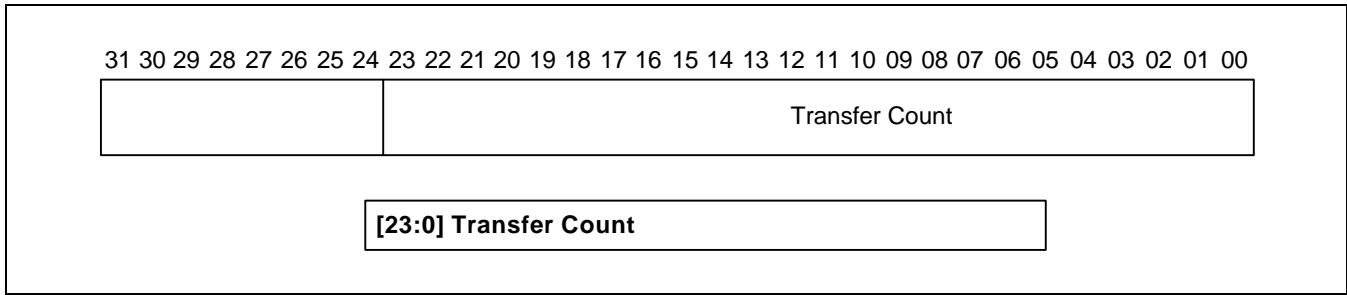 31 30 29 28 27 26 25 24 23 22 21 20 19 18 17 16 15 14 13 12 11 10 09 08 07 06 05 04 03 02 01 00
Transfer Count
[23:0] Transfer Count